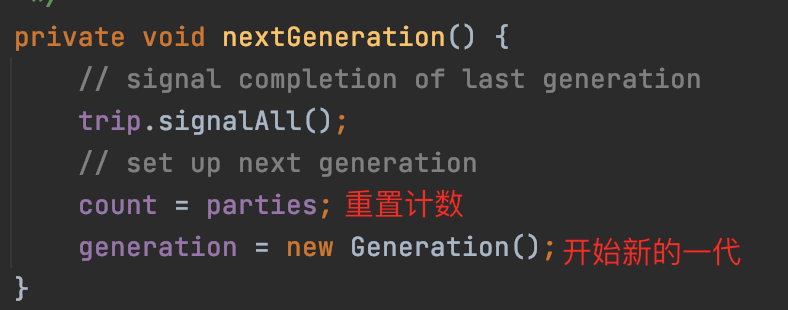 */
private void nextGeneration() {
// signal completion of last generation
trip.signalAll();
// set up next generation
count = parties; 重置计数
generation = new Generation(); 开始新的一代
}